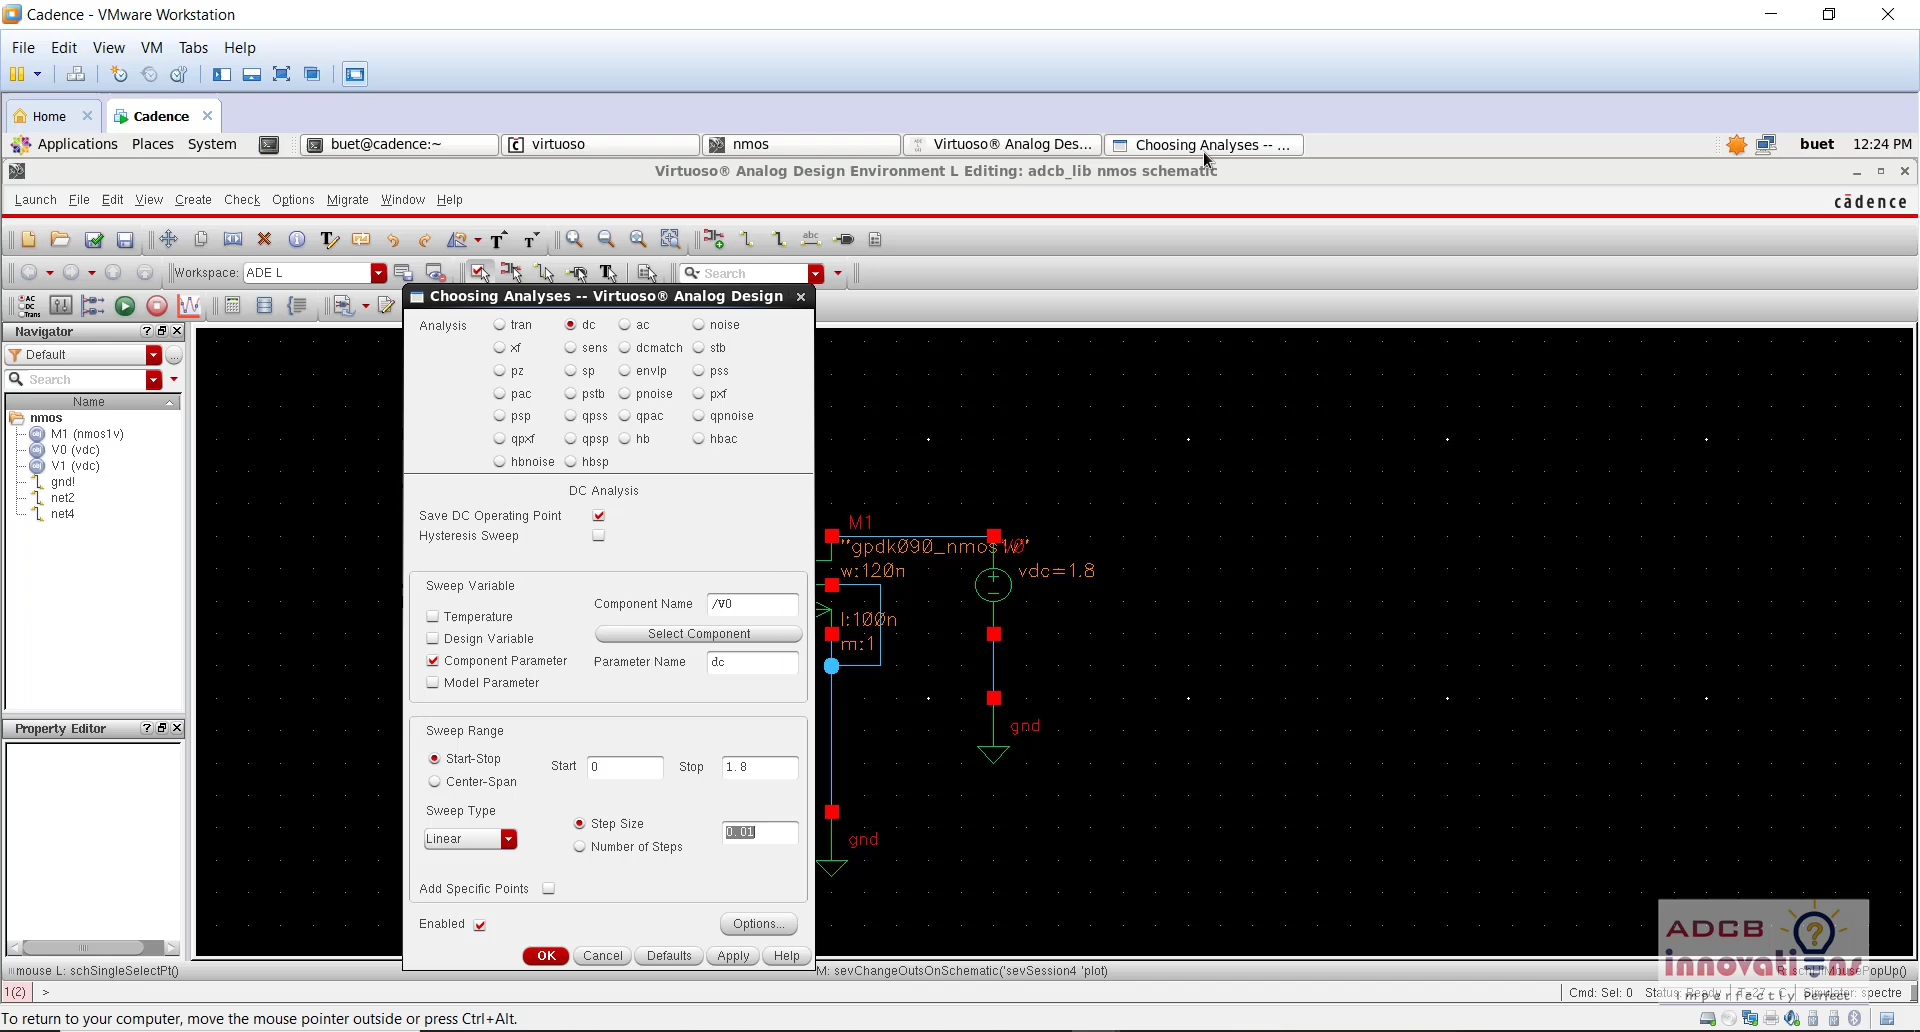 Cadence - VMware Workstation
File Edit View VM Tabs Help
Home Cadence
Applications Places System buet@cadence:~ virtuoso nmos Virtuoso® Analog Des... Choosing Analyses -- ... buet 12:24 PM
Virtuoso® Analog Design Environment L Editing: adcb_lib nmos schematic
Launch File Edit View Create Check Options Migrate Window Help cādence
Workspace: ADE L Search
Choosing Analyses -- Virtuoso® Analog Design
Navigator
Default
Search
Name
nmos
M1 (nmos1v)
V0 (vdc)
V1 (vdc)
gnd!
net2
net4
Property Editor
Analysis tran dc ac noise
xf sens dcmatch stb
pz sp envlp pss
pac pstb pnoise pxf
psp qpss qpac qpnoise
qpxf qpsp hb hbac
hbnoise hbsp
DC Analysis
Save DC Operating Point
Hysteresis Sweep
Sweep Variable
Temperature
Design Variable
Component Parameter
Model Parameter
Component Name /V0
Select Component
Parameter Name dc
Sweep Range
Start-Stop
Center-Span
Start 0 Stop 1.8
Sweep Type
Linear
Step Size 0.01
Number of Steps
Add Specific Points
Enabled Options...
OK Cancel Defaults Apply Help
M1
"gpdk090_nmos1v"
V0
w:120n
vdc=1.8
l:100n
m:1
gnd
gnd
ADCB
innovations
Imperfectly Perfect
mouse L: schSingleSelectPt() M: sevChangeOutsOnSchematic('sevSession4 'plot)
1(2) > Cmd: Sel: 0 Status: Ready T=27 C Simulator: spectre
To return to your computer, move the mouse pointer outside or press Ctrl+Alt.